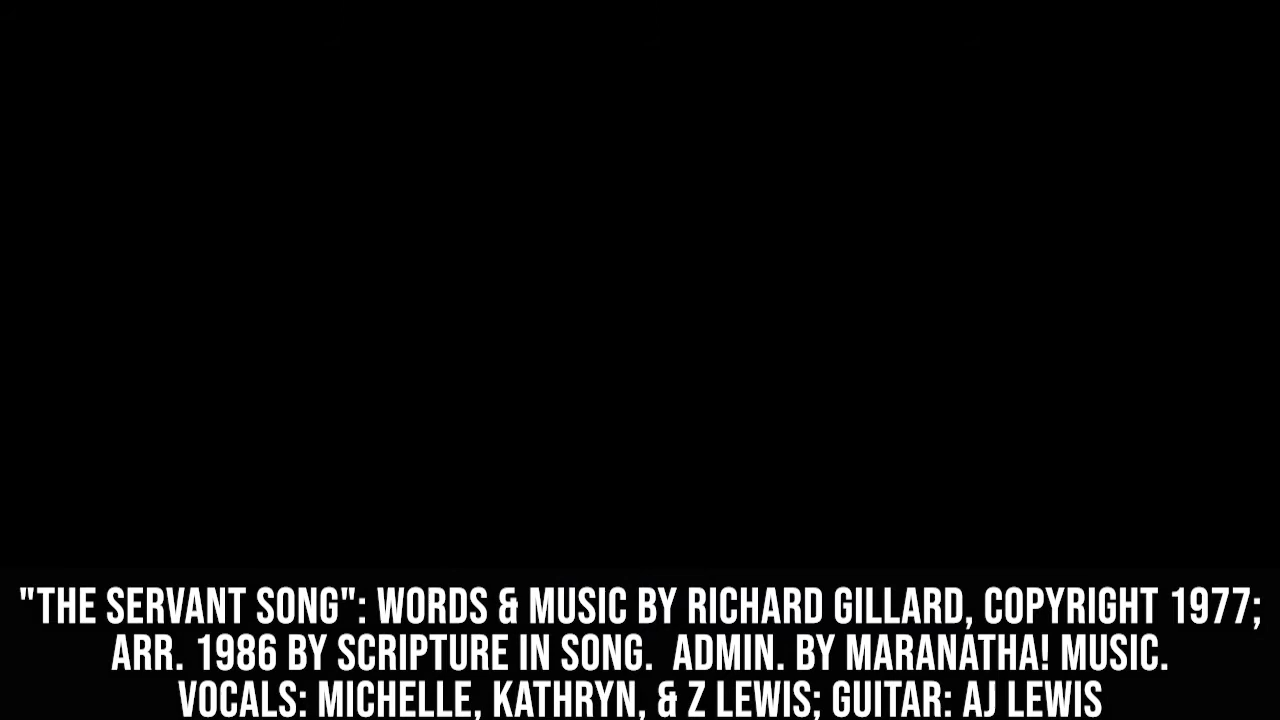 "THE SERVANT SONG": WORDS & MUSIC BY RICHARD GILLARD, COPYRIGHT 1977;
ARR. 1986 BY SCRIPTURE IN SONG.  ADMIN. BY MARANATHA! MUSIC.
VOCALS: MICHELLE, KATHRYN, & Z LEWIS; GUITAR: AJ LEWIS